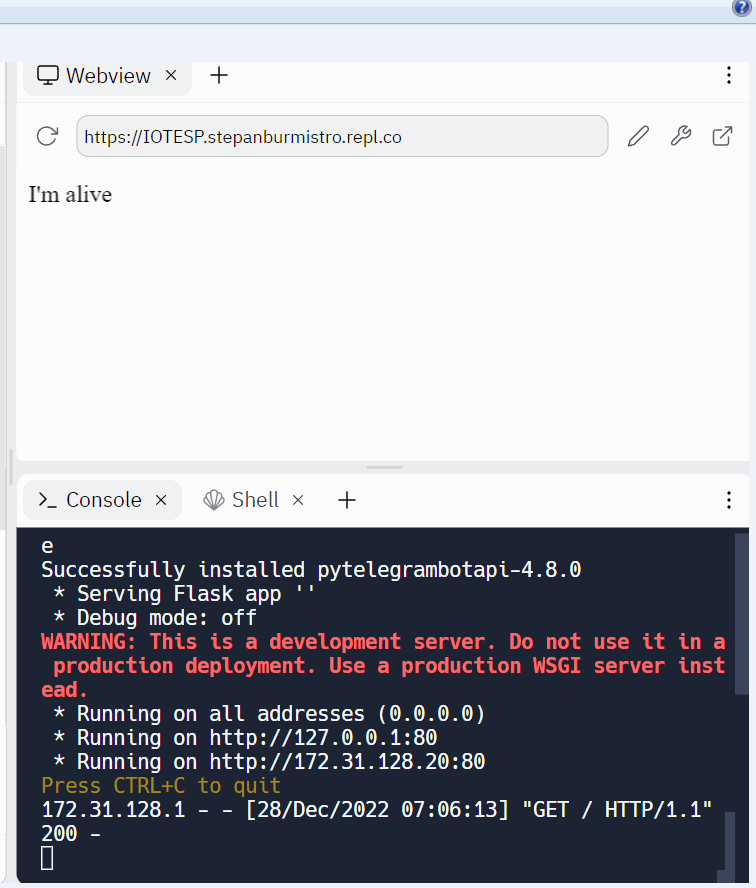 Webview
https://IOTESP.stepanburmistro.repl.co
I'm alive
Console
Shell
e
Successfully installed pytelegrambotapi-4.8.0
 * Serving Flask app ''
 * Debug mode: off
WARNING: This is a development server. Do not use it in a
 production deployment. Use a production WSGI server inst
ead.
 * Running on all addresses (0.0.0.0)
 * Running on http://127.0.0.1:80
 * Running on http://172.31.128.20:80
Press CTRL+C to quit
172.31.128.1 - - [28/Dec/2022 07:06:13] "GET / HTTP/1.1"
200 -